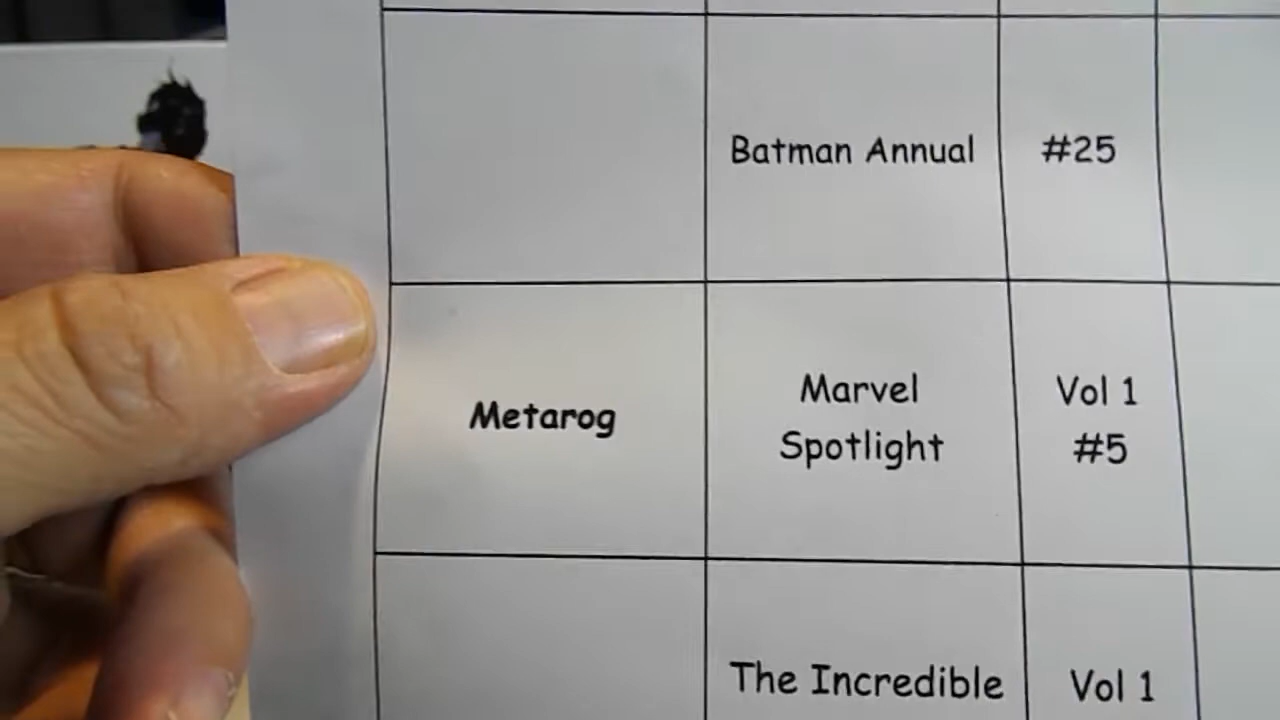 Batman Annual #25
Metarog
Marvel
Spotlight
Vol 1
#5
The Incredible Vol 1